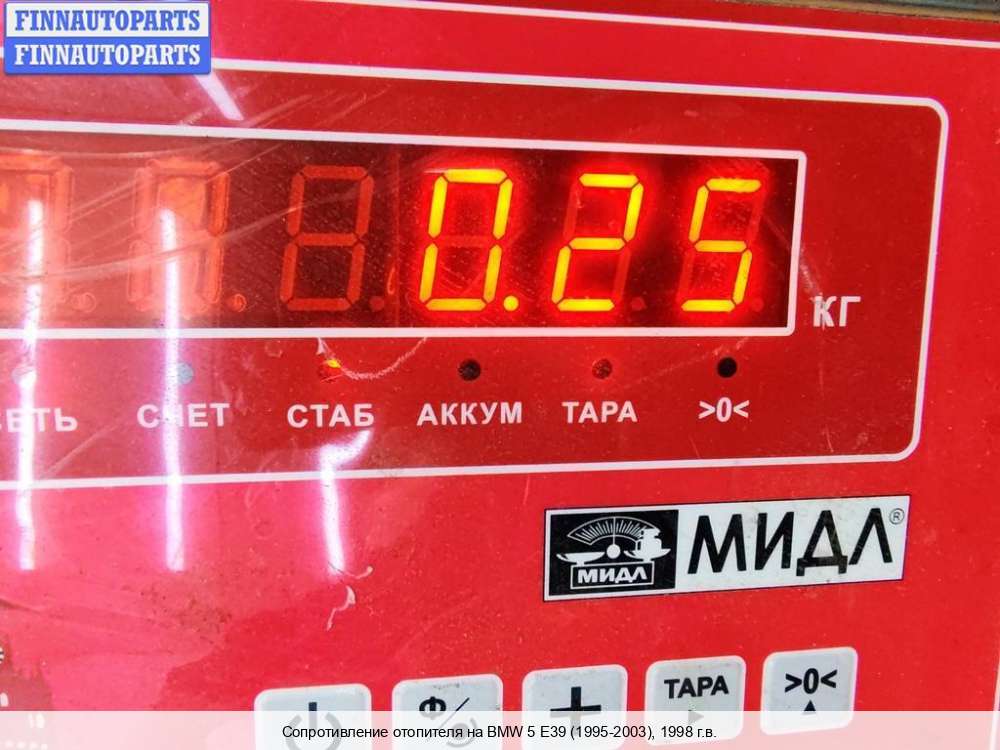 FINNAUTOPARTS
FINNAUTOPARTS
0.25
КГ
СЕТЬ СЧЕТ СТАБ АККУМ ТАРА >0<
МИДЛ МИДЛ®
Ф/ + ТАРА >0<
Сопротивление отопителя на BMW 5 E39 (1995-2003), 1998 г.в.